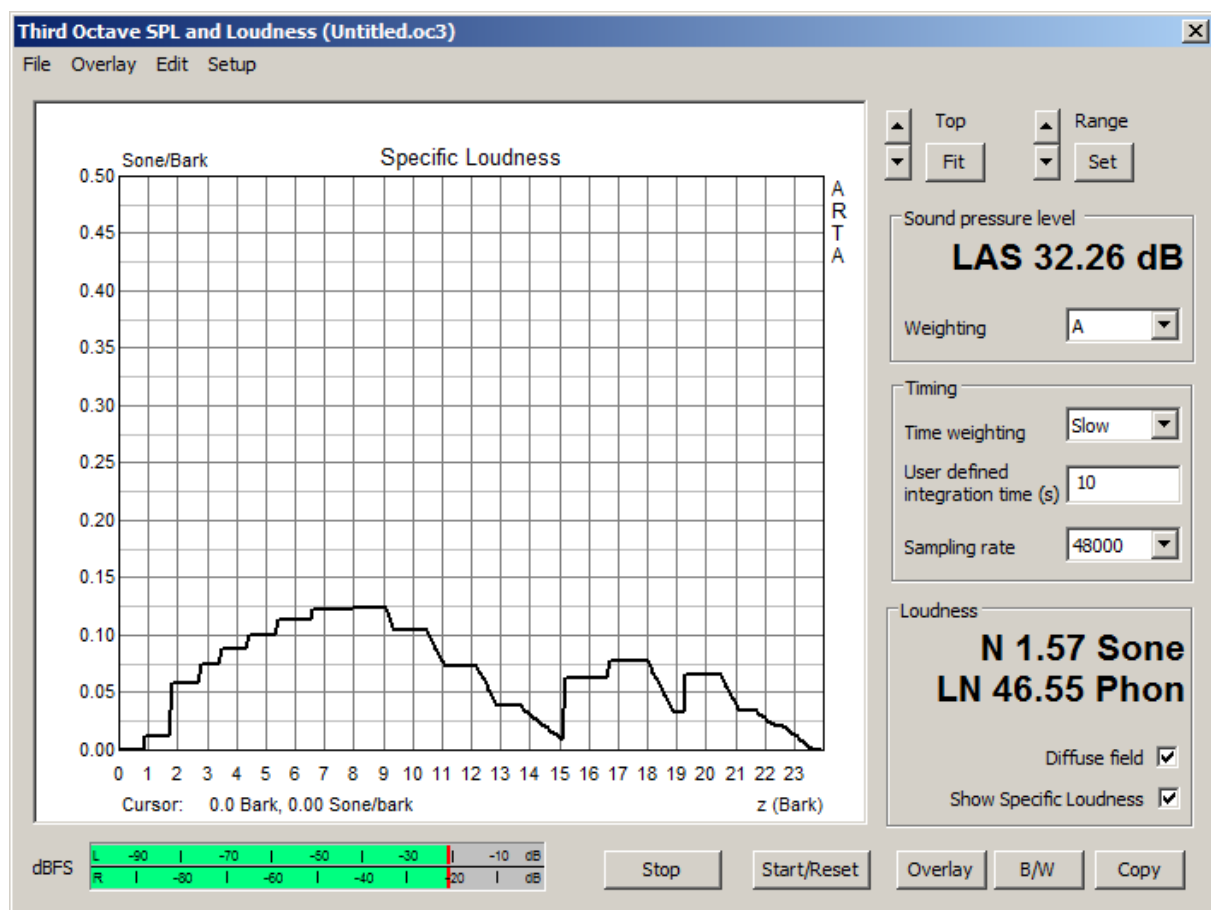 Third Octave SPL and Loudness (Untitled.oc3)
File Overlay Edit Setup
Sone/Bark
Specific Loudness
0.50
0.45
0.40
0.35
0.30
0.25
0.20
0.15
0.10
0.05
0.00
0 1 2 3 4 5 6 7 8 9 10 11 12 13 14 15 16 17 18 19 20 21 22 23
Cursor: 0.0 Bark, 0.00 Sone/bark
z (Bark)
A
R
T
A
Top
Range
Fit
Set
Sound pressure level
LAS 32.26 dB
Weighting
A
Timing
Time weighting
Slow
User defined
integration time (s)
10
Sampling rate
48000
Loudness
N 1.57 Sone
LN 46.55 Phon
Diffuse field
Show Specific Loudness
dBFS
L -90 -70 -50 -30 -10 dB
R -80 -60 -40 -20 dB
Stop
Start/Reset
Overlay
B/W
Copy